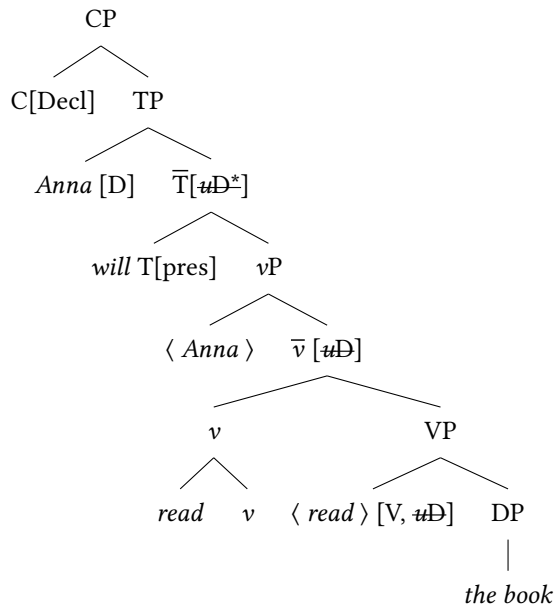 CP
C[Decl] TP
Anna [D] T̅[uD*]
will T[pres] vP
⟨ Anna ⟩ v̅ [uD]
v VP
read v ⟨ read ⟩ [V, uD] DP
the book